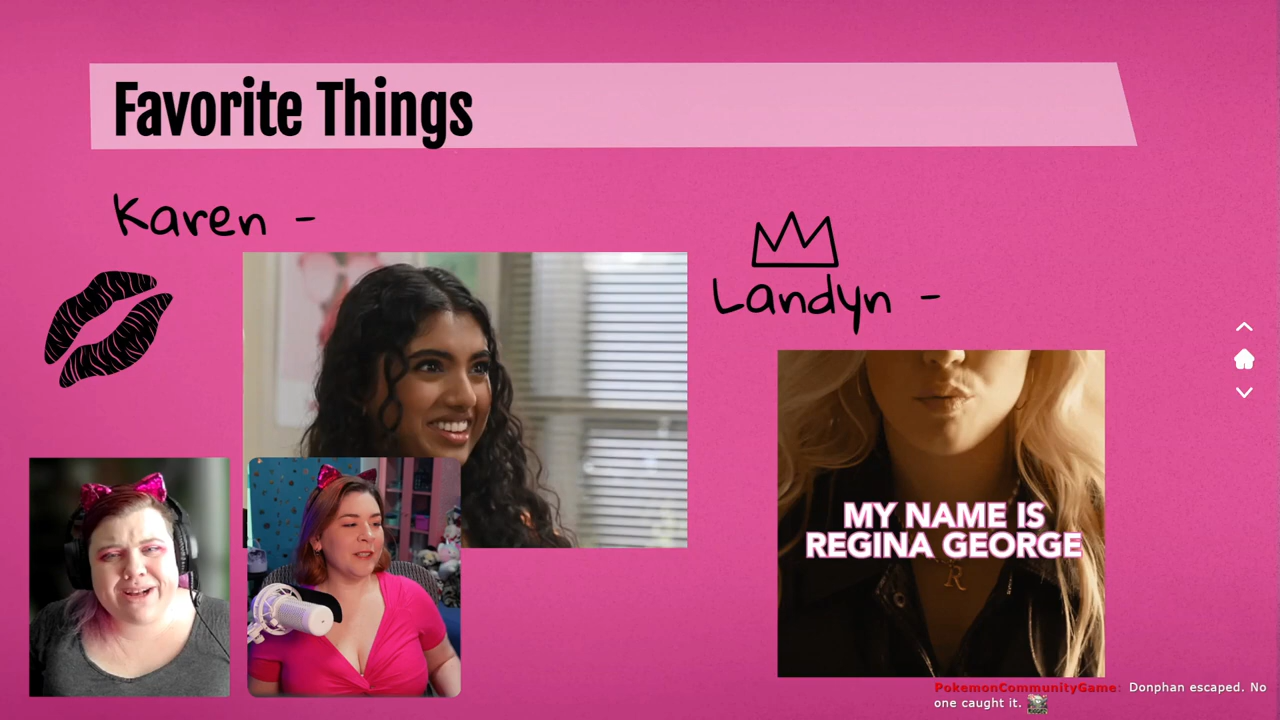 Favorite Things
Karen -
Landyn -
MY NAME IS
REGINA GEORGE
R
PokemonCommunityGame: Donphan escaped. No
one caught it.